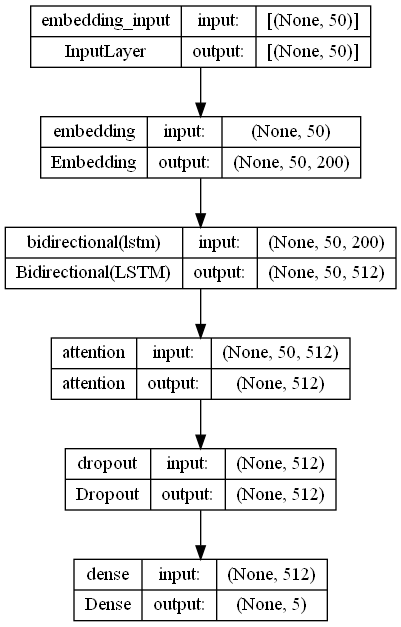 embedding_input input: [(None, 50)]
InputLayer output: [(None, 50)]
embedding input: (None, 50)
Embedding output: (None, 50, 200)
bidirectional(lstm) input: (None, 50, 200)
Bidirectional(LSTM) output: (None, 50, 512)
attention input: (None, 50, 512)
attention output: (None, 512)
dropout input: (None, 512)
Dropout output: (None, 512)
dense input: (None, 512)
Dense output: (None, 5)